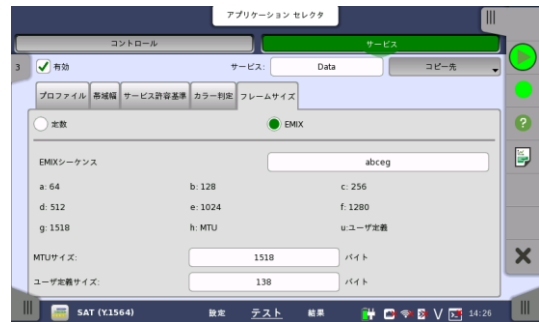 アプリケーション セレクタ
コントロール サービス
3 有効 サービス: Data コピー先
プロファイル 帯域幅 サービス許容基準 カラー判定 フレームサイズ
定数 EMIX
EMIXシーケンス abceg
a: 64 b: 128 c: 256
d: 512 e: 1024 f: 1280
g: 1518 h: MTU u:ユーザ定義
MTUサイズ: 1518 バイト
ユーザ定義サイズ: 138 バイト
SAT (Y.1564) 設定 テスト 結果 14:26